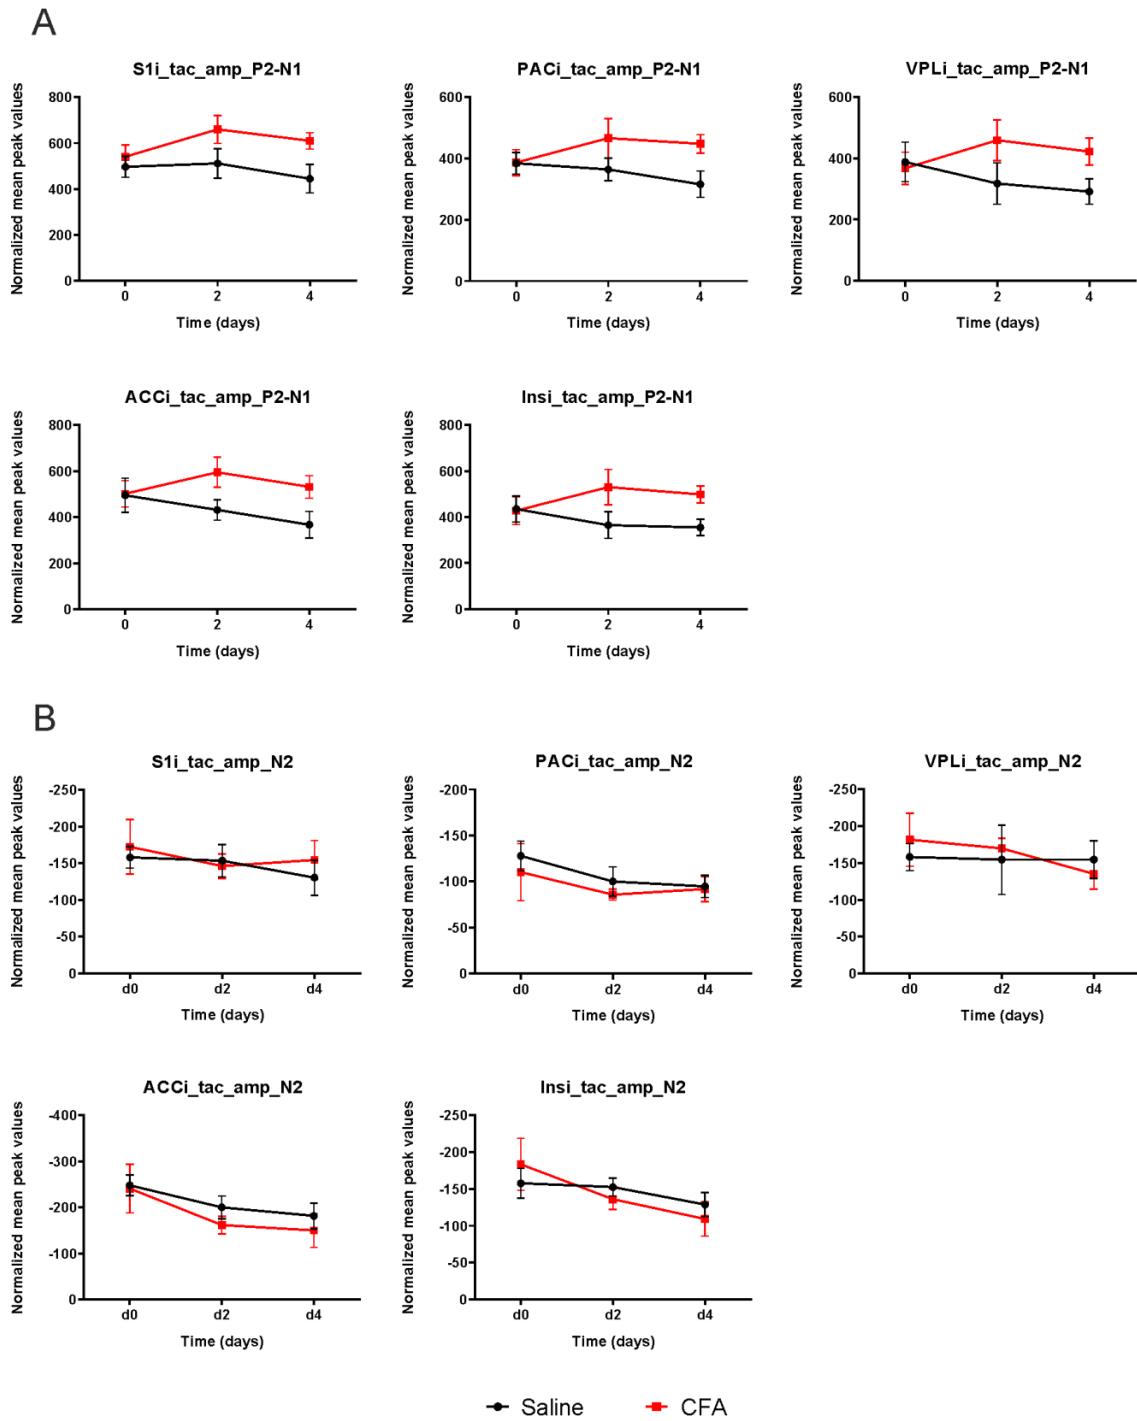 A
S1i_tac_amp_P2-N1
Normalized mean peak values
800
600
400
200
0
0 2 4
Time (days)
PACi_tac_amp_P2-N1
Normalized mean peak values
600
400
200
0
0 2 4
Time (days)
VPLi_tac_amp_P2-N1
Normalized mean peak values
600
400
200
0
0 2 4
Time (days)
ACCi_tac_amp_P2-N1
Normalized mean peak values
800
600
400
200
0
0 2 4
Time (days)
Insi_tac_amp_P2-N1
Normalized mean peak values
800
600
400
200
0
0 2 4
Time (days)
B
S1i_tac_amp_N2
Normalized mean peak values
-250
-200
-150
-100
-50
0
d0 d2 d4
Time (days)
PACi_tac_amp_N2
Normalized mean peak values
-200
-150
-100
-50
0
d0 d2 d4
Time (days)
VPLi_tac_amp_N2
Normalized mean peak values
-250
-200
-150
-100
-50
0
d0 d2 d4
Time (days)
ACCi_tac_amp_N2
Normalized mean peak values
-400
-300
-200
-100
0
d0 d2 d4
Time (days)
Insi_tac_amp_N2
Normalized mean peak values
-250
-200
-150
-100
-50
0
d0 d2 d4
Time (days)
Saline CFA